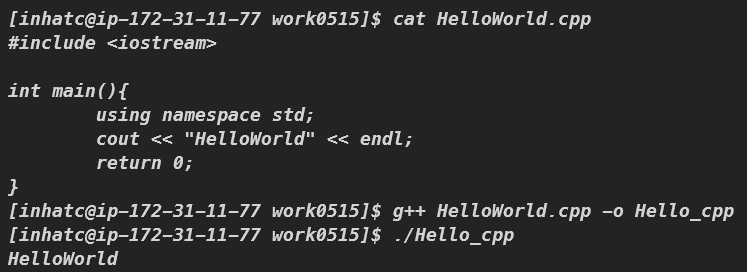 [inhatc@ip-172-31-11-77 work0515]$ cat HelloWorld.cpp
#include <iostream>

int main(){
        using namespace std;
        cout << "HelloWorld" << endl;
        return 0;
}
[inhatc@ip-172-31-11-77 work0515]$ g++ HelloWorld.cpp -o Hello_cpp
[inhatc@ip-172-31-11-77 work0515]$ ./Hello_cpp
HelloWorld